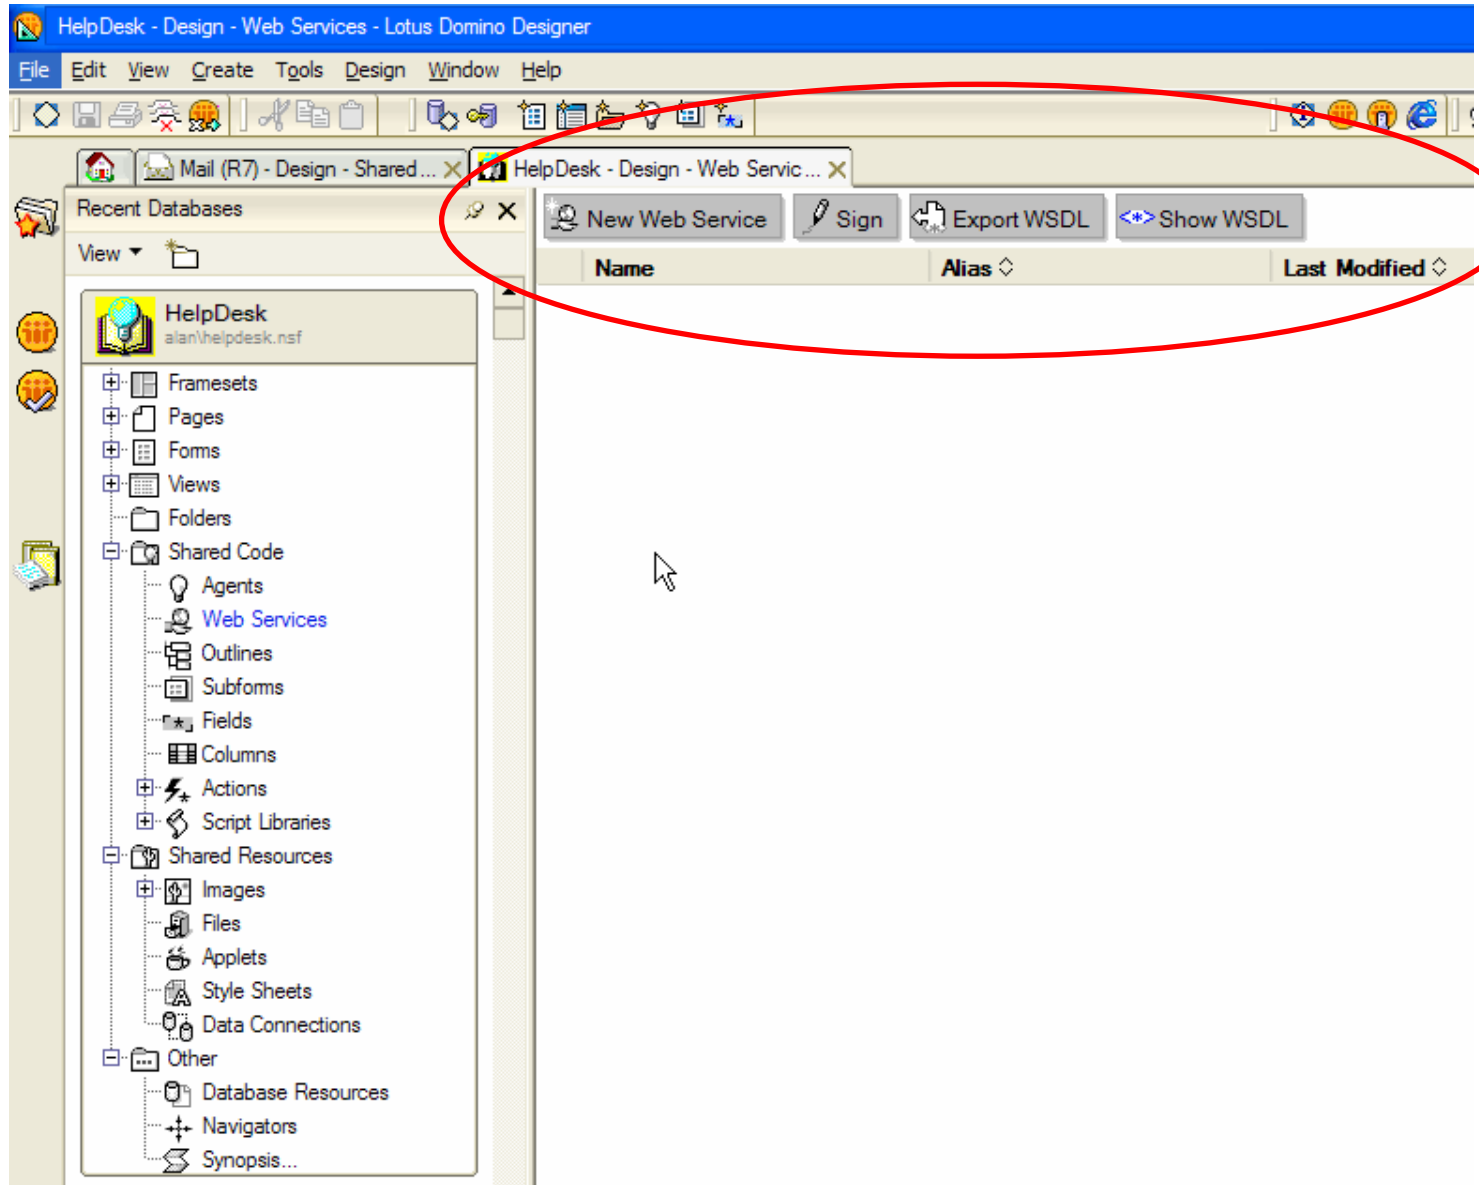 HelpDesk - Design - Web Services - Lotus Domino Designer
File Edit View Create Tools Design Window Help
Mail (R7) - Design - Shared ... HelpDesk - Design - Web Servic ...
Recent Databases
View
New Web Service Sign Export WSDL Show WSDL
Name Alias Last Modified
HelpDesk
alan\helpdesk.nsf
Framesets
Pages
Forms
Views
Folders
Shared Code
Agents
Web Services
Outlines
Subforms
Fields
Columns
Actions
Script Libraries
Shared Resources
Images
Files
Applets
Style Sheets
Data Connections
Other
Database Resources
Navigators
Synopsis...